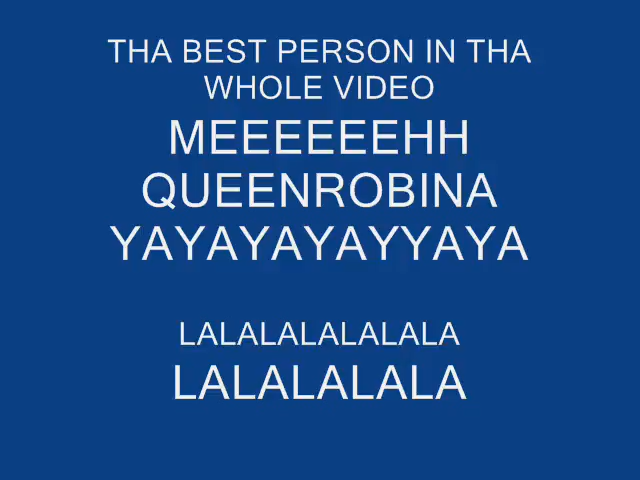 THA BEST PERSON IN THA
WHOLE VIDEO
MEEEEEEHH
QUEENROBINA
YAYAYAYAYYAYA
LALALALALALALA
LALALALALA